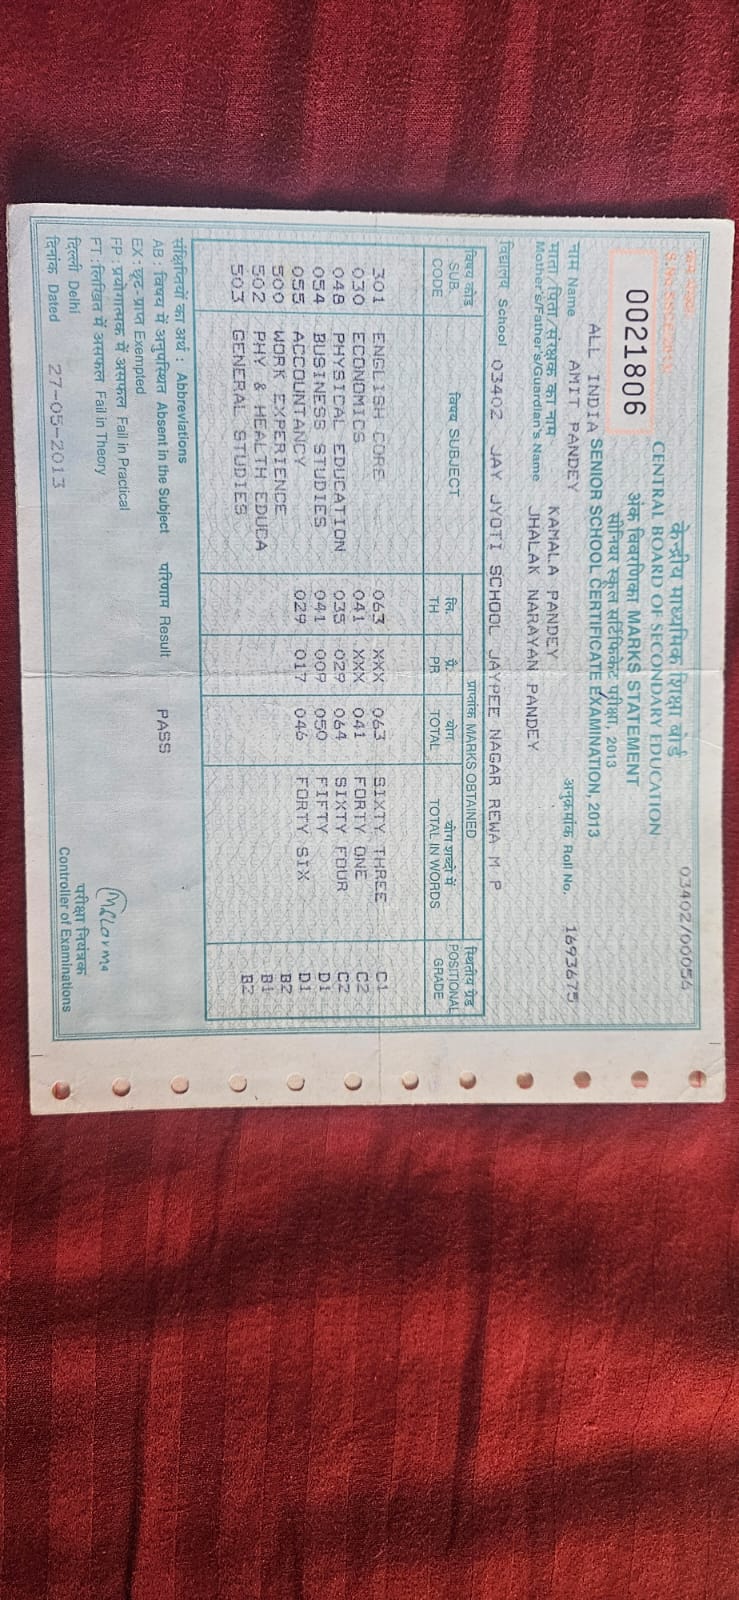 03402/00054
क्रम संख्या
0021806
केन्द्रीय माध्यमिक शिक्षा बोर्ड
CENTRAL BOARD OF SECONDARY EDUCATION
अंक विवरणिका MARKS STATEMENT
सीनियर स्कूल सर्टिफिकेट परीक्षा, 2013
ALL INDIA SENIOR SCHOOL CERTIFICATE EXAMINATION, 2013
नाम Name AMIT PANDEY अनुक्रमांक Roll No. 1693675
माता / पिता / संरक्षक का नाम KAMALA PANDEY
Mother's/Father's/Guardian's Name JHALAK NARAYAN PANDEY
विद्यालय School 03402 JAY JYOTI SCHOOL JAYPEE NAGAR REWA M P
विषय कोड SUB. CODE विषय SUBJECT प्राप्तांक MARKS OBTAINED स्थितीय ग्रेड POSITIONAL GRADE
लि. TH प्रै. PR योग TOTAL योग शब्दों में TOTAL IN WORDS
301 ENGLISH CORE 063 XXX 063 SIXTY THREE C1
030 ECONOMICS 041 XXX 041 FORTY ONE C2
048 PHYSICAL EDUCATION 035 029 064 SIXTY FOUR C2
054 BUSINESS STUDIES 041 009 050 FIFTY D1
055 ACCOUNTANCY 029 017 046 FORTY SIX D1
500 WORK EXPERIENCE B2
502 PHY & HEALTH EDUCA B1
503 GENERAL STUDIES B2
संक्षिप्तियों का अर्थ : Abbreviations
AB : विषय में अनुपस्थित Absent in the Subject परिणाम Result PASS
EX : छूट-प्राप्त Exempted
FP : प्रयोगात्मक में असफल Fail in Practical
FT : लिखित में असफल Fail in Theory
दिल्ली Delhi
दिनांक Dated 27-05-2013
परीक्षा नियंत्रक
Controller of Examinations